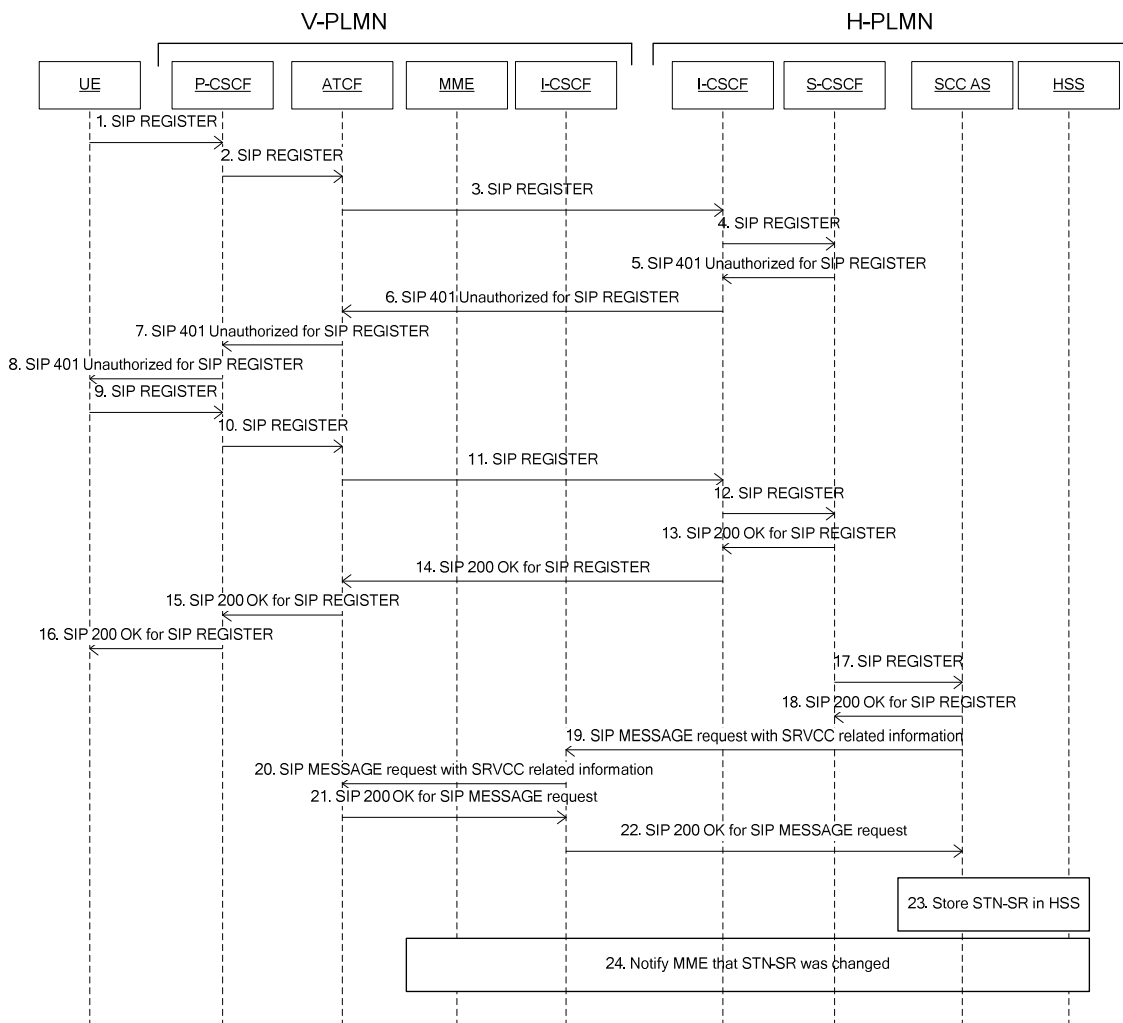 V-PLMN
H-PLMN
UE
P-CSCF
ATCF
MME
I-CSCF
I-CSCF
S-CSCF
SCC AS
HSS
1. SIP REGISTER
2. SIP REGISTER
3. SIP REGISTER
4. SIP REGISTER
5. SIP 401 Unauthorized for SIP REGISTER
6. SIP 401 Unauthorized for SIP REGISTER
7. SIP 401 Unauthorized for SIP REGISTER
8. SIP 401 Unauthorized for SIP REGISTER
9. SIP REGISTER
10. SIP REGISTER
11. SIP REGISTER
12. SIP REGISTER
13. SIP 200 OK for SIP REGISTER
14. SIP 200 OK for SIP REGISTER
15. SIP 200 OK for SIP REGISTER
16. SIP 200 OK for SIP REGISTER
17. SIP REGISTER
18. SIP 200 OK for SIP REGISTER
19. SIP MESSAGE request with SRVCC related information
20. SIP MESSAGE request with SRVCC related information
21. SIP 200 OK for SIP MESSAGE request
22. SIP 200 OK for SIP MESSAGE request
23. Store STN-SR in HSS
24. Notify MME that STN-SR was changed